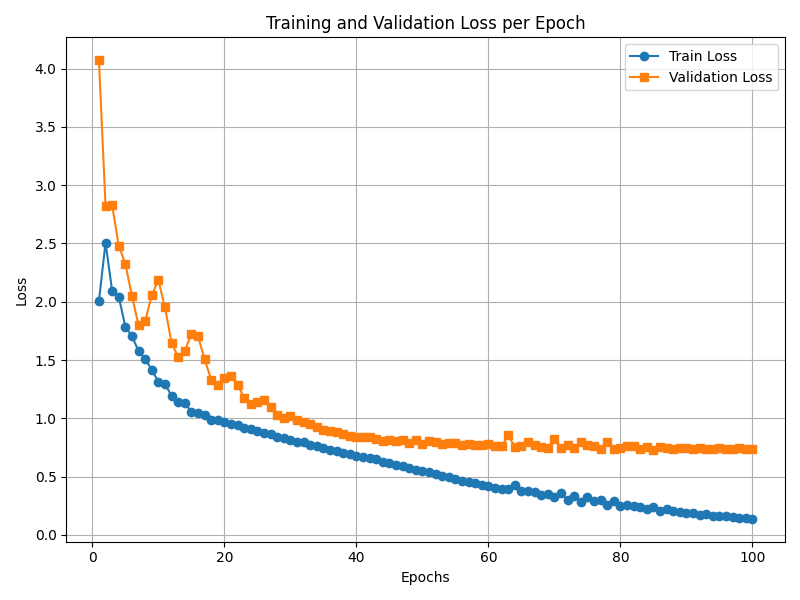 Training and Validation Loss per Epoch
Train Loss
Validation Loss
4.0
3.5
3.0
2.5
2.0
1.5
1.0
0.5
0.0
Loss
0 20 40 60 80 100
Epochs